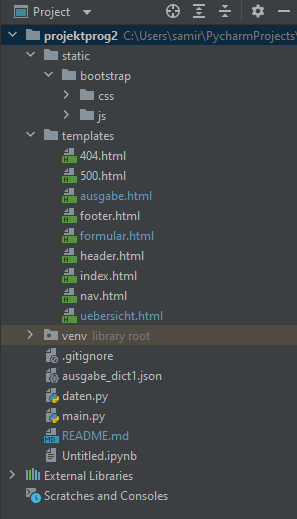 Project
projektprog2 C:\Users\samir\PycharmProjects\
static
bootstrap
css
js
templates
404.html
500.html
ausgabe.html
footer.html
formular.html
header.html
index.html
nav.html
uebersicht.html
venv library root
.gitignore
ausgabe_dict1.json
daten.py
main.py
README.md
Untitled.ipynb
External Libraries
Scratches and Consoles